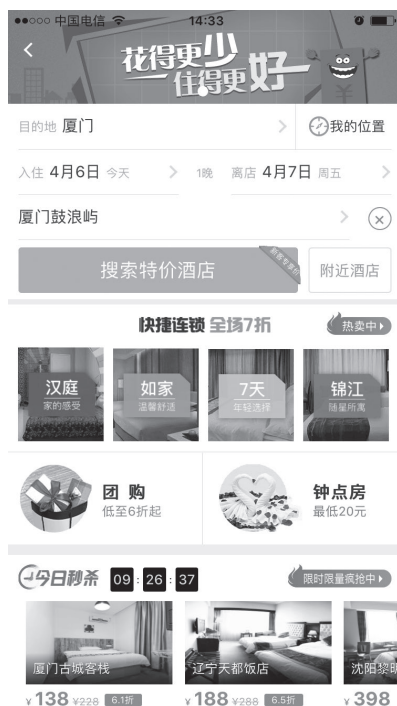 中国电信 14:33
花得更少
住得更好
目的地 厦门 我的位置
入住 4月6日 今天 1晚 离店 4月7日 周五
厦门鼓浪屿
搜索特价酒店 新客专享价 附近酒店
快捷连锁 全场7折 热卖中
汉庭 如家 7天 锦江
家的感受 温馨舒适 年轻选择 随星所寓
团购 钟点房
低至6折起 最低20元
今日秒杀 09 : 26 : 37 限时限量疯抢中
厦门古城客栈 辽宁天都饭店 沈阳黎明
¥138 ¥228 6.1折 ¥188 ¥288 6.5折 ¥398